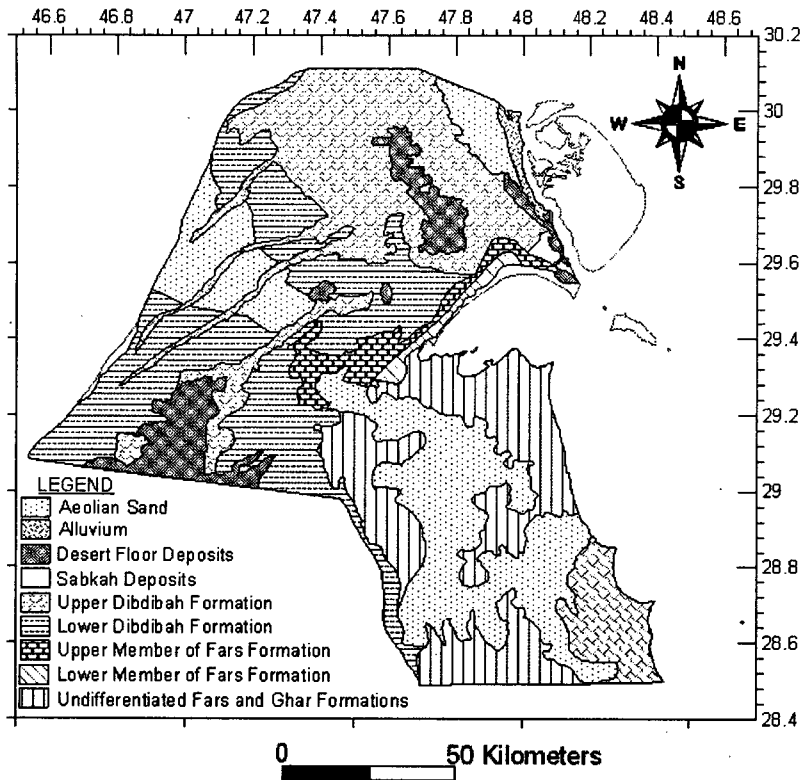 46.6 46.8 47 47.2 47.4 47.6 47.8 48 48.2 48.4 48.6
30.2
30
29.8
29.6
29.4
29.2
29
28.8
28.6
28.4
N
W E
S
LEGEND
Aeolian Sand
Alluvium
Desert Floor Deposits
Sabkah Deposits
Upper Dibdibah Formation
Lower Dibdibah Formation
Upper Member of Fars Formation
Lower Member of Fars Formation
Undifferentiated Fars and Ghar Formations
0 50 Kilometers